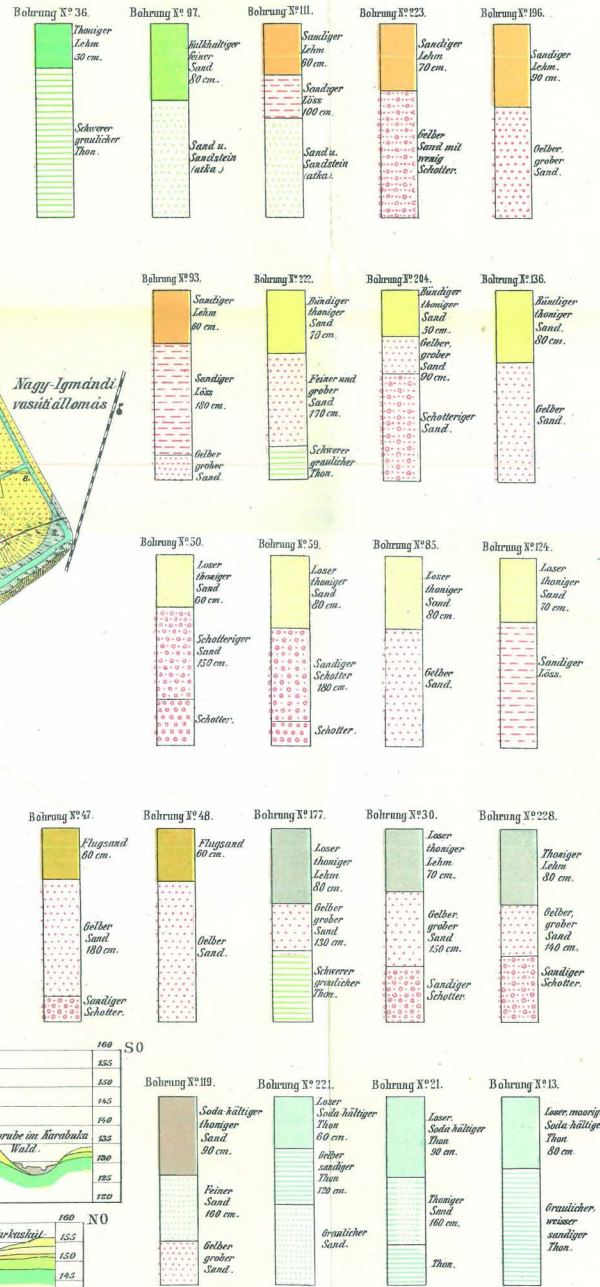 Bohrung Nº 36.
Thoniger
Lehm
50 cm.
Schwerer
graulicher
Thon.
Bohrung Nº 97.
Kalkhaltiger
feiner
Sand
80 cm.
Sand u.
Sandstein
(atka.)
Bohrung Nº 111.
Sandiger
Lehm
60 cm.
Sandiger
Löss
100 cm.
Sand u.
Sandstein
(atka).
Bohrung Nº 223.
Sandiger
Lehm
70 cm.
Gelber
Sand mit
wenig
Schotter.
Bohrung Nº 196.
Sandiger
Lehm.
90 cm.
Gelber,
grober
Sand.
Nagy-Igmándi
vasúti állomás
8.
Bohrung Nº 93.
Sandiger
Lehm
60 cm.
Sandiger
Löss
180 cm.
Gelber
grober
Sand
Bohrung Nº 222.
Bündiger
thoniger
Sand
70 cm.
Feiner und
grober
Sand
170 cm.
Schwerer
graulicher
Thon.
Bohrung Nº 204.
Bündiger
thoniger
Sand
50 cm.
Gelber,
grober
Sand
90 cm.
Schotteriger
Sand.
Bohrung Nº 136.
Bündiger
thoniger
Sand.
80 cm.
Gelber
Sand.
Bohrung Nº 50.
Loser
thoniger
Sand
60 cm.
Schotteriger
Sand
150 cm.
Schotter.
Bohrung Nº 59.
Loser
thoniger
Sand
80 cm.
Sandiger
Schotter
180 cm.
Schotter.
Bohrung Nº 85.
Loser
thoniger
Sand
80 cm.
Gelber
Sand.
Bohrung Nº 124.
Loser
thoniger
Sand
70 cm.
Sandiger
Löss.
Bohrung Nº 47.
Flugsand
60 cm.
Gelber
Sand
180 cm.
Sandiger
Schotter.
Bohrung Nº 48.
Flugsand
60 cm.
Gelber
Sand.
Bohrung Nº 177.
Loser
thoniger
Lehm
80 cm.
Gelber
grober
Sand
130 cm.
Schwerer
graulicher
Thon.
Bohrung Nº 30.
Loser
thoniger
Lehm
70 cm.
Gelber,
grober
Sand
150 cm.
Sandiger
Schotter.
Bohrung Nº 228.
Thoniger
Lehm
80 cm.
Gelber,
grober
Sand
140 cm.
Sandiger
Schotter.
160 SO
155
150
145
140
135
130
125
120
grube im Karabuka
Wald.
160 NO
155
150
145
Bohrung Nº 119.
Soda-hältiger
thoniger
Sand
90 cm.
Feiner
Sand
160 cm.
Gelber
grober
Sand.
Bohrung Nº 221.
Loser
Soda-hältiger
Thon
60 cm.
Gelber
sandiger
Thon
120 cm.
Graulicher
Sand.
Bohrung Nº 21.
Loser,
Soda-hältiger
Thon
90 cm.
Thoniger
Sand
160 cm.
Thon.
Bohrung Nº 13.
Loser, moorig
Soda-hältige
Thon
80 cm
Graulicher,
weisser
sandiger
Thon.